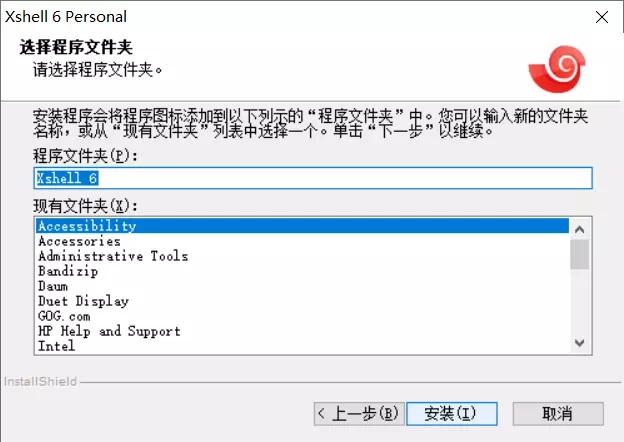 Xshell 6 Personal
选择程序文件夹
请选择程序文件夹。
安装程序会将程序图标添加到以下列示的“程序文件夹”中。您可以输入新的文件夹
名称，或从“现有文件夹”列表中选择一个。单击“下一步”以继续。
程序文件夹(P):
Xshell 6
现有文件夹(X):
Accessibility
Accessories
Administrative Tools
Bandizip
Daum
Duet Display
GOG.com
HP Help and Support
Intel
InstallShield
< 上一步(B) 安装(I) 取消